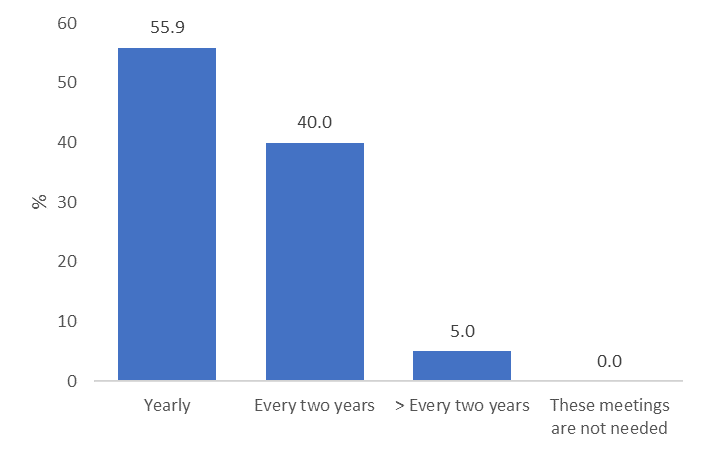 60
50
40
30
20
10
0
%
55.9
40.0
5.0
0.0
Yearly
Every two years
> Every two years
These meetings
are not needed